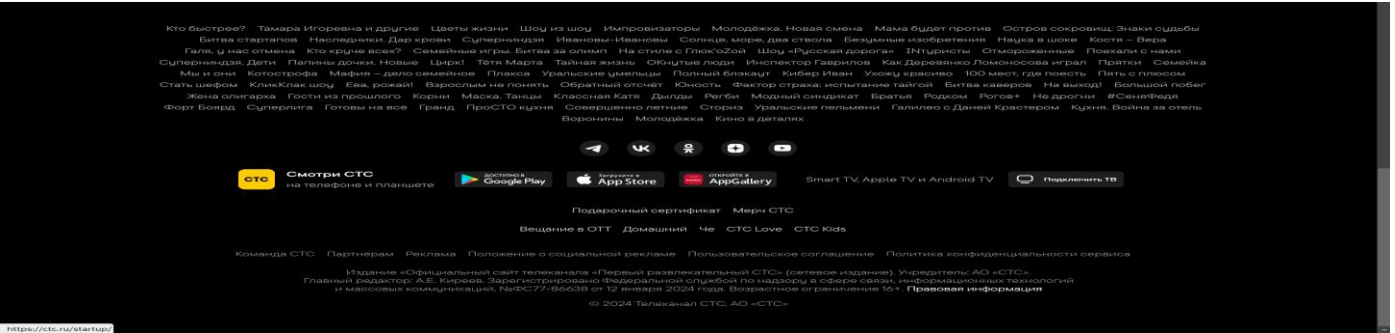 Кто быстрее? Тамара Игоревна и другие Цветы жизни Шоу из шоу Импровизаторы Молодёжка. Новая смена Мама будет против Остров сокровищ. Знаки судьбы
Битва стартапов Наследники. Дар крови Суперниндзя Ивановы-Ивановы Солнце, море, два ствола Безумные изобретения Наука в шоке Костя – Вера
Галя, у нас отмена Кто круче всех? Семейные игры. Битва за олимп На стиле с Глюк'oZой Шоу «Русская дорога» INтуристы Отмороженные Поехали с нами
Суперниндзя. Дети Папины дочки. Новые Цирк! Тётя Марта Тайная жизнь ОКнутые люди Инспектор Гаврилов Как Деревянко Ломоносова играл Прятки Семейка
Мы и они Котострофа Мафия – дело семейное Плакса Уральские умельцы Полный блэкаут Кибер Иван Ухожу красиво 100 мест, где поесть Пять с плюсом
Стать шефом КликКлак шоу Ева, рожай! Взрослым не понять Обратный отсчёт Юность Фактор страха: испытание тайгой Битва каверов На выход! Большой побег
Жена олигарха Гости из прошлого Корни Маска. Танцы Классная Катя Дылды Регби Модный синдикат Братья Родком Рогов+ Не дрогни #СеняФедя
Форт Боярд Суперлига Готовы на всё Гранд ПроСТО кухня Совершенно летние Сториз Уральские пельмени Галилео с Даней Крастером Кухня. Война за отель
Воронины Молодёжка Кино в деталях
СТС Смотри СТС на телефоне и планшете ДОСТУПНО В Google Play Загрузите в App Store ОТКРОЙТЕ В AppGallery Smart TV, Apple TV и Android TV Подключить ТВ
Подарочный сертификат Мерч СТС
Вещание в ОТТ Домашний Че СТС Love СТС Kids
Команда СТС Партнёрам Реклама Положение о социальной рекламе Пользовательское соглашение Политика конфиденциальности сервиса
Издание «Официальный сайт телеканала «Первый развлекательный СТС» (сетевое издание). Учредитель: АО «СТС».
Главный редактор: А.Е. Киреев. Зарегистрировано Федеральной службой по надзору в сфере связи, информационных технологий
и массовых коммуникаций, №ФС77-86638 от 12 января 2024 года. Возрастное ограничение 16+. Правовая информация
© 2024 Телеканал СТС, АО «СТС»
https://ctc.ru/startup/